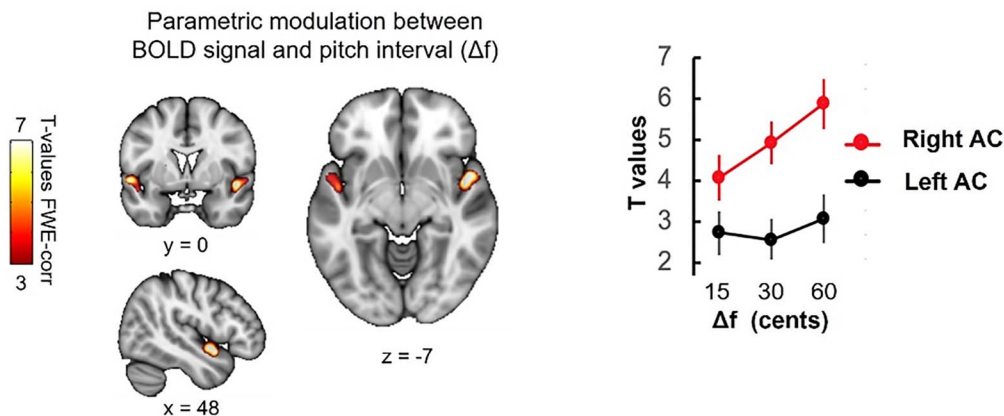 Parametric modulation between
BOLD signal and pitch interval (Δf)
7
T-values FWE-corr
3
y = 0
x = 48
z = -7
7
6
5
4
3
2
T values
15 30 60
Δf (cents)
Right AC
Left AC